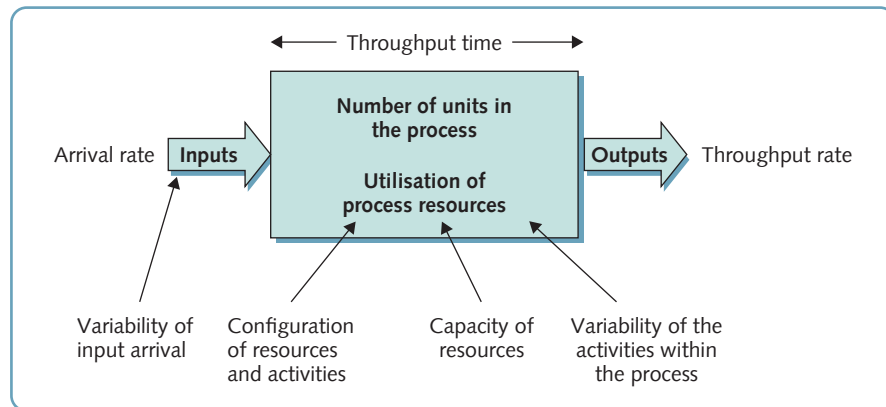 Throughput time
Number of units in
the process
Arrival rate
Inputs
Outputs
Throughput rate
Utilisation of
process resources
Variability of
input arrival
Configuration
of resources
and activities
Capacity of
resources
Variability of the
activities within
the process